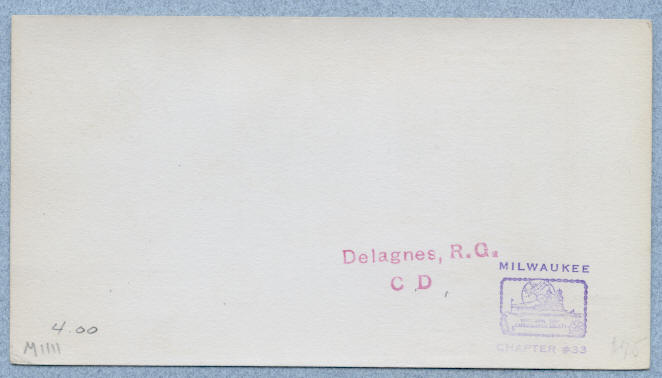 Delagnes, R.G.
C D
MILWAUKEE
CHAPTER #33
4.00
M1111